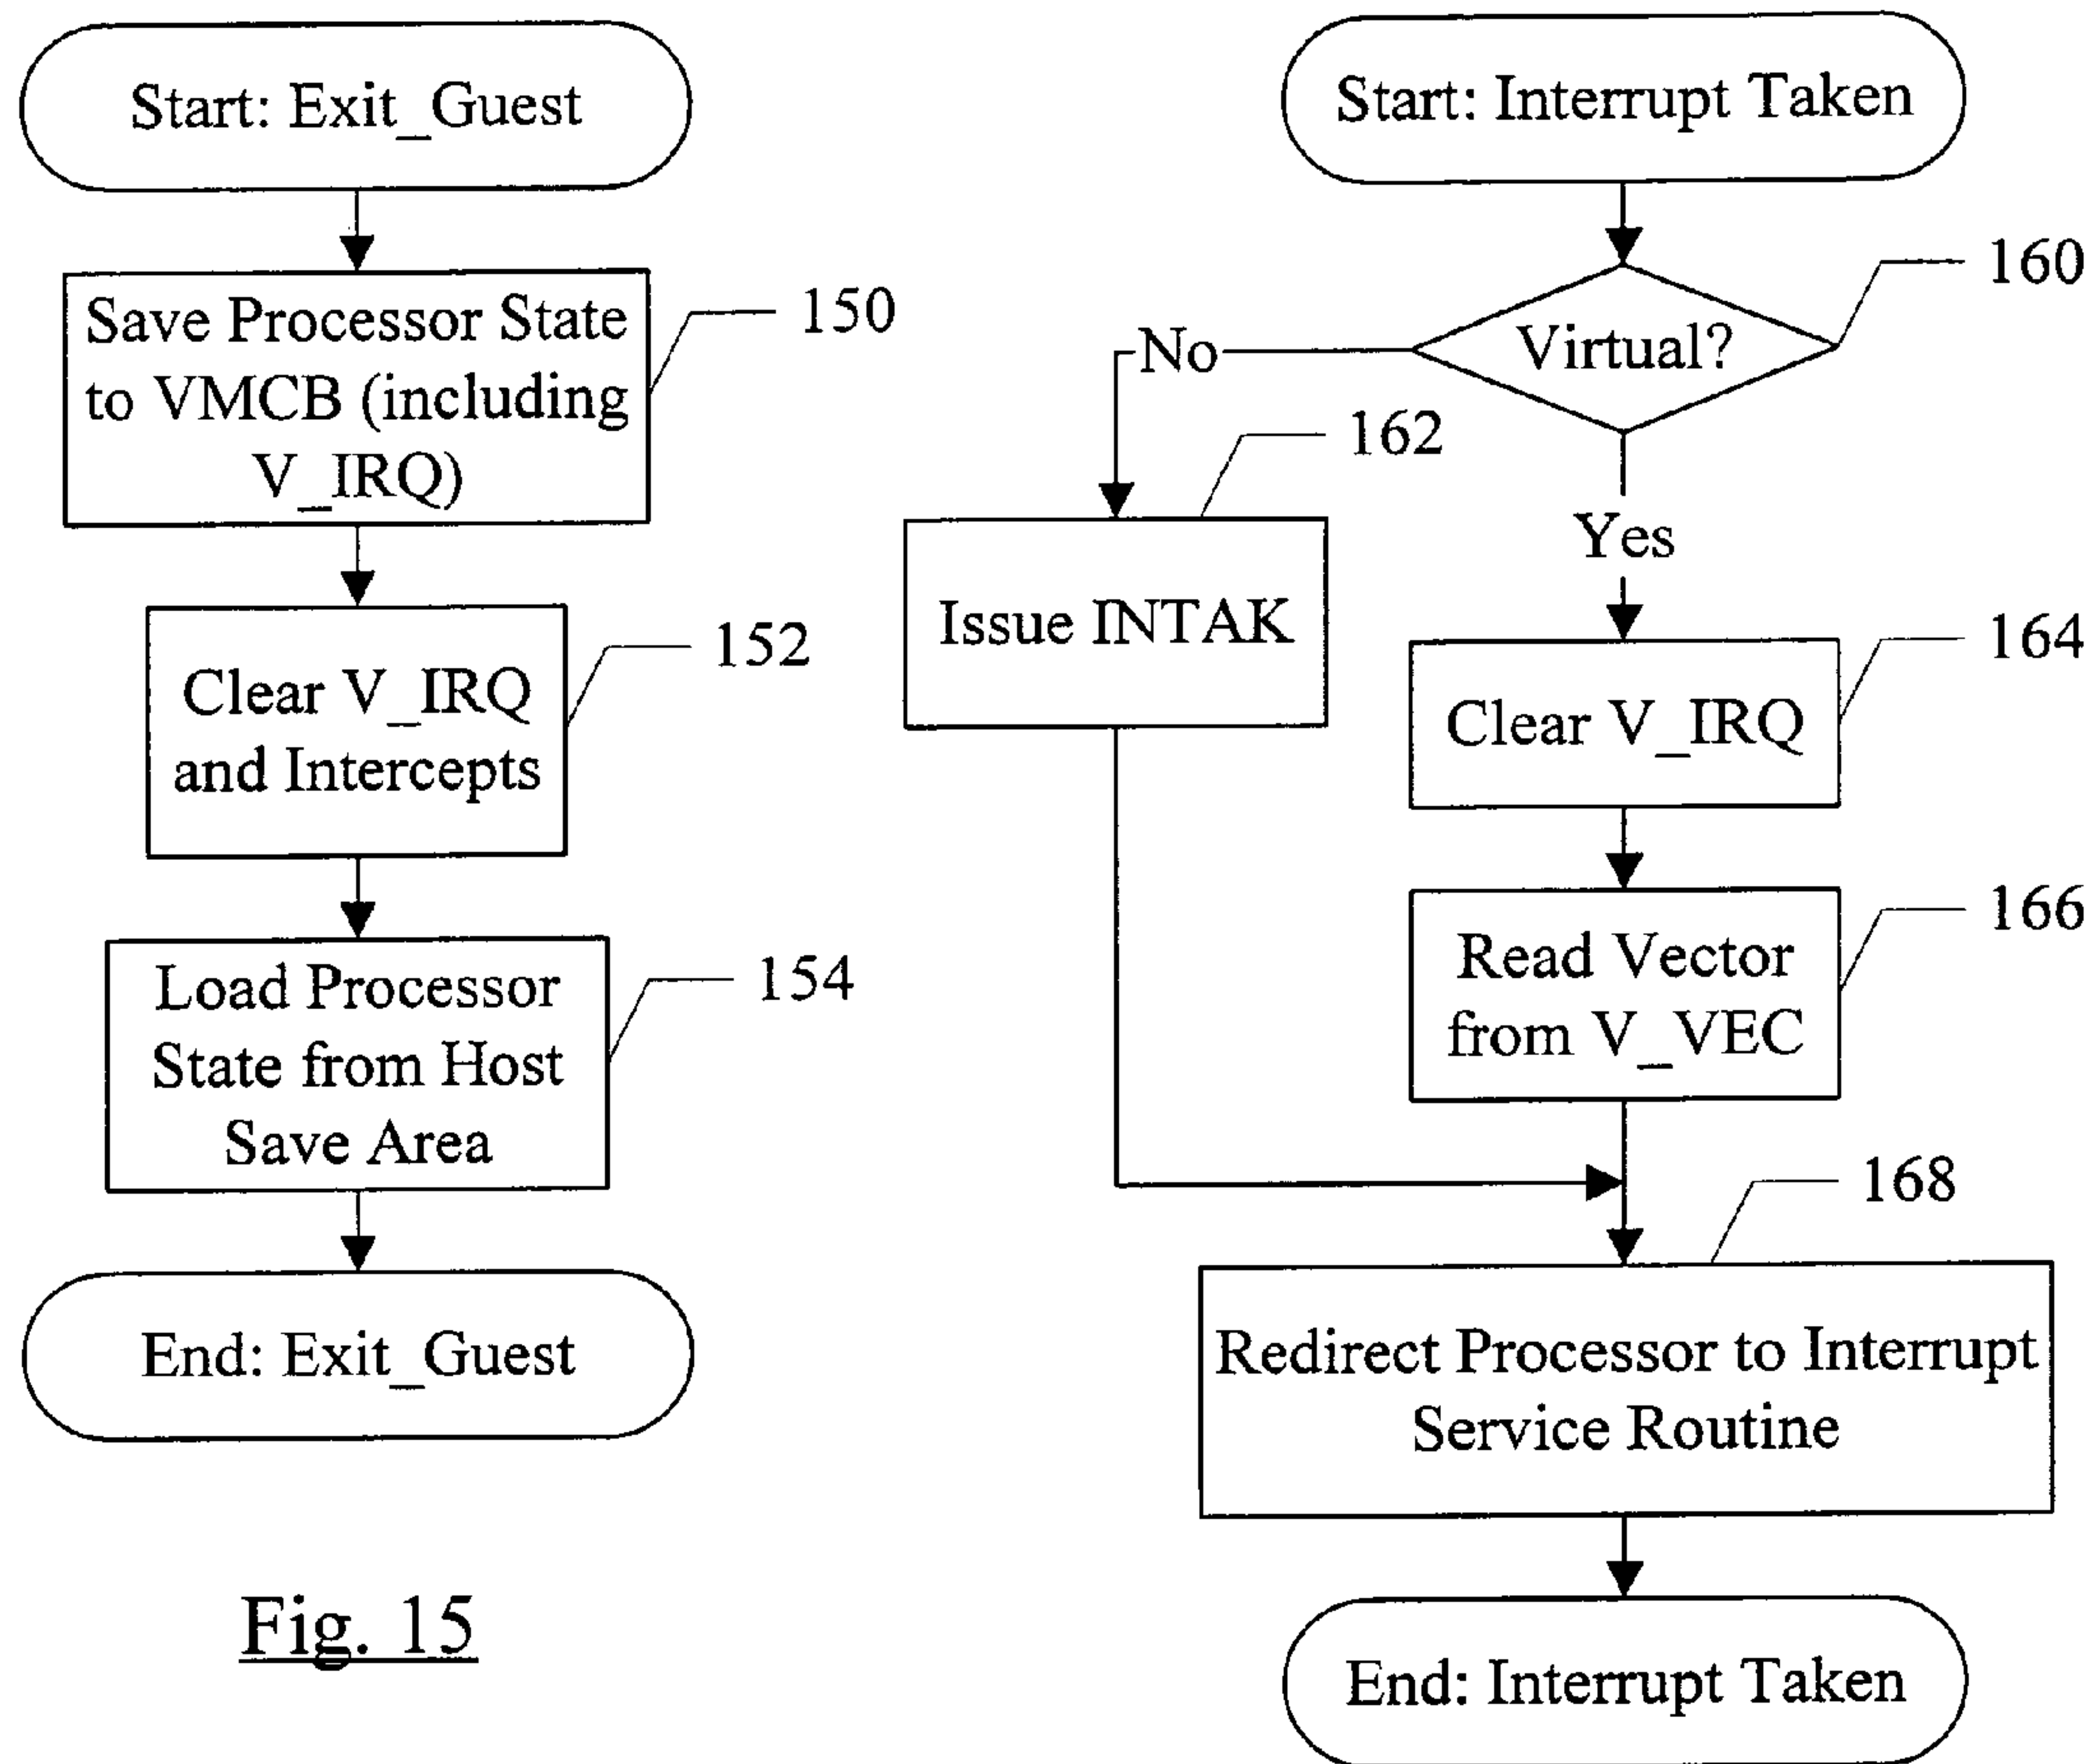 Start: Exit_Guest
Save Processor State
to VMCB (including
V_IRQ)
150
Clear V_IRQ
and Intercepts
152
Load Processor
State from Host
Save Area
154
End: Exit_Guest
Fig. 15
Start: Interrupt Taken
Virtual?
160
No
162
Issue INTAK
Yes
Clear V_IRQ
164
Read Vector
from V_VEC
166
168
Redirect Processor to Interrupt
Service Routine
End: Interrupt Taken